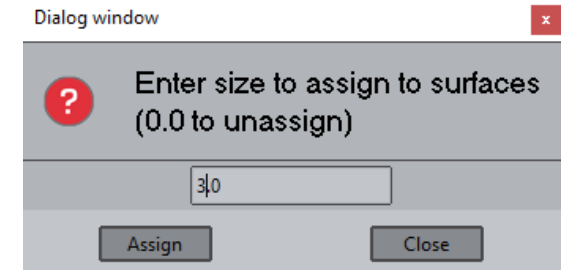 Dialog window
x
?
Enter size to assign to surfaces
(0.0 to unassign)
3.0
Assign Close